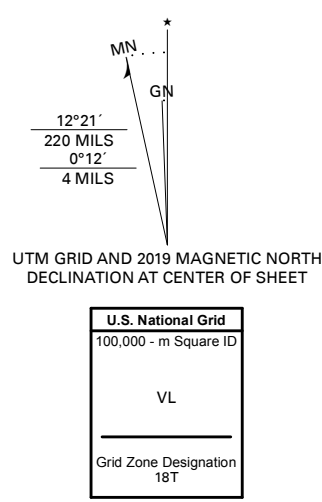 MN
GN
12°21´
220 MILS
0°12´
4 MILS
UTM GRID AND 2019 MAGNETIC NORTH
DECLINATION AT CENTER OF SHEET
U.S. National Grid
100,000 - m Square ID
VL
Grid Zone Designation
18T